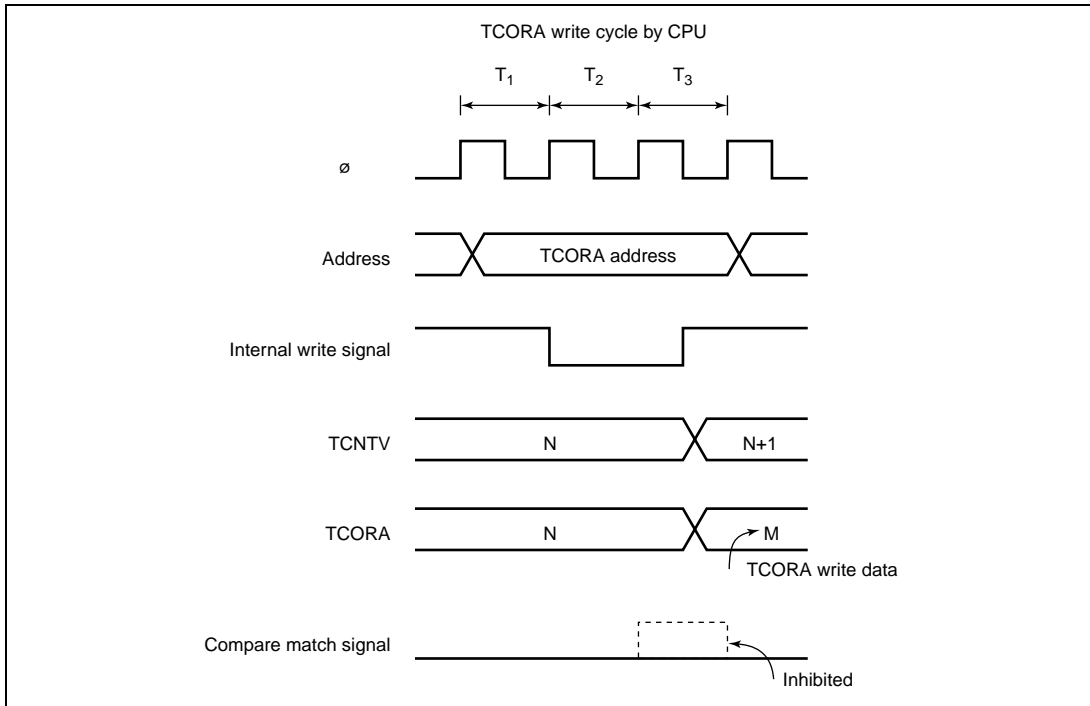 TCORA write cycle by CPU
T1 T2 T3
ø
Address TCORA address
Internal write signal
TCNTV N N+1
TCORA N M
TCORA write data
Compare match signal
Inhibited